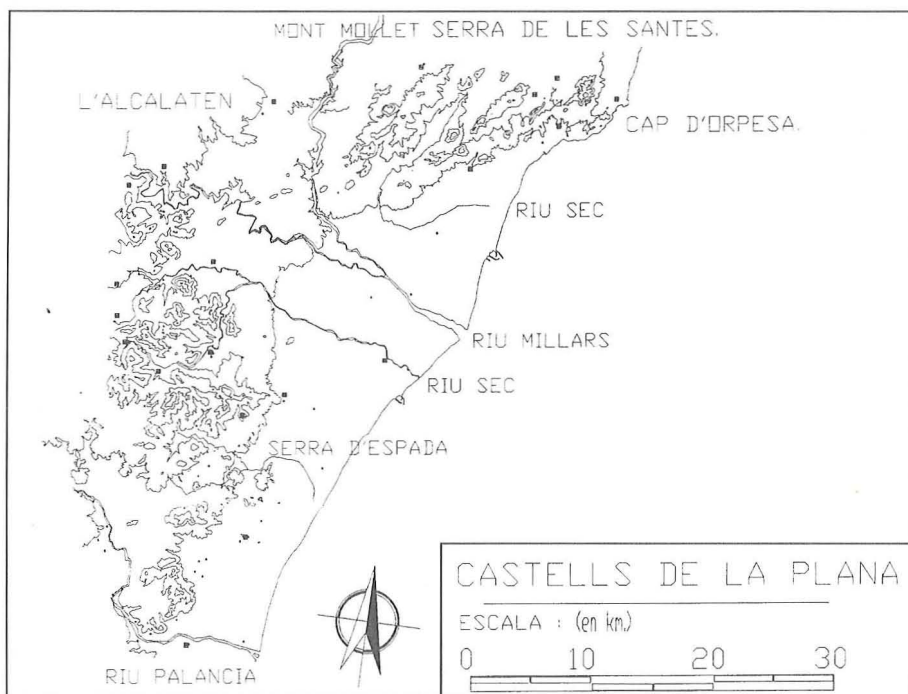 MONT MOLLET SERRA DE LES SANTES.
L'ALCALATEN
CAP D'ORPESA.
RIU SEC
RIU MILLARS
RIU SEC
SERRA D'ESPADA
RIU PALANCIA
CASTELLS DE LA PLANA
ESCALA : (en km.)
0 10 20 30